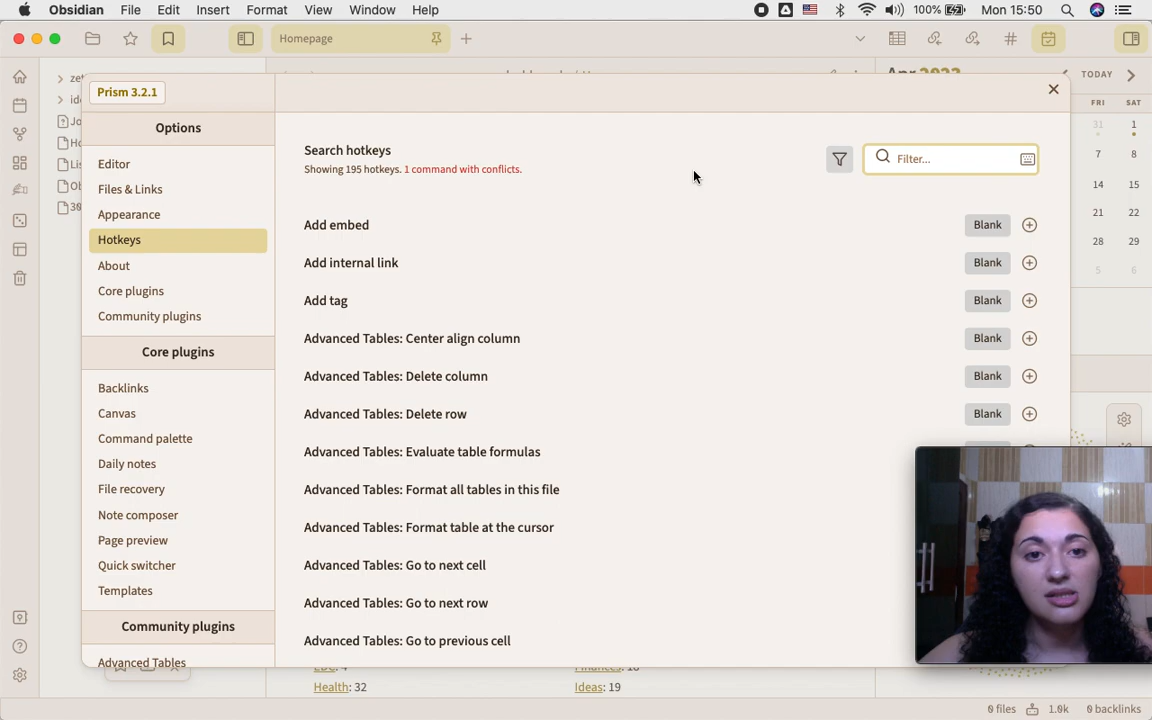 Obsidian File Edit Insert Format View Window Help 100% Mon 15:50
Homepage
Apr 2023 TODAY
FRI SAT
31 1
7 8
14 15
21 22
28 29
5 6
Prism 3.2.1
Options
Editor
Files & Links
Appearance
Hotkeys
About
Core plugins
Community plugins
Core plugins
Backlinks
Canvas
Command palette
Daily notes
File recovery
Note composer
Page preview
Quick switcher
Templates
Community plugins
Advanced Tables
Search hotkeys
Showing 195 hotkeys. 1 command with conflicts.
Filter...
Add embed Blank
Add internal link Blank
Add tag Blank
Advanced Tables: Center align column Blank
Advanced Tables: Delete column Blank
Advanced Tables: Delete row Blank
Advanced Tables: Evaluate table formulas
Advanced Tables: Format all tables in this file
Advanced Tables: Format table at the cursor
Advanced Tables: Go to next cell
Advanced Tables: Go to next row
Advanced Tables: Go to previous cell
Health: 32 Ideas: 19
0 files 1.0k 0 backlinks